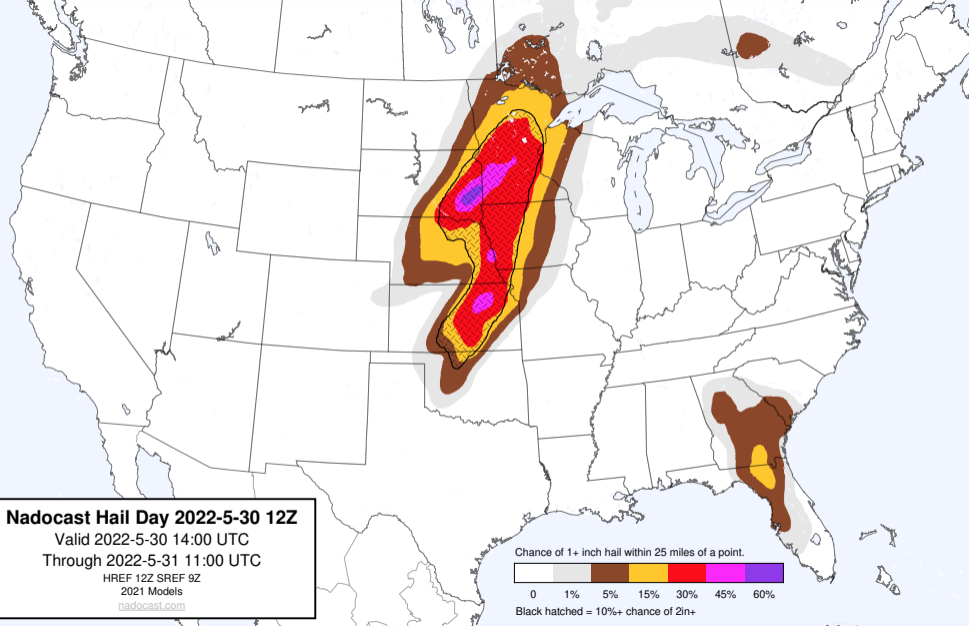 Nadocast Hail Day 2022-5-30 12Z
Valid 2022-5-30 14:00 UTC
Through 2022-5-31 11:00 UTC
HREF 12Z SREF 9Z
2021 Models
nadocast.com
Chance of 1+ inch hail within 25 miles of a point.
0 1% 5% 15% 30% 45% 60%
Black hatched = 10%+ chance of 2in+